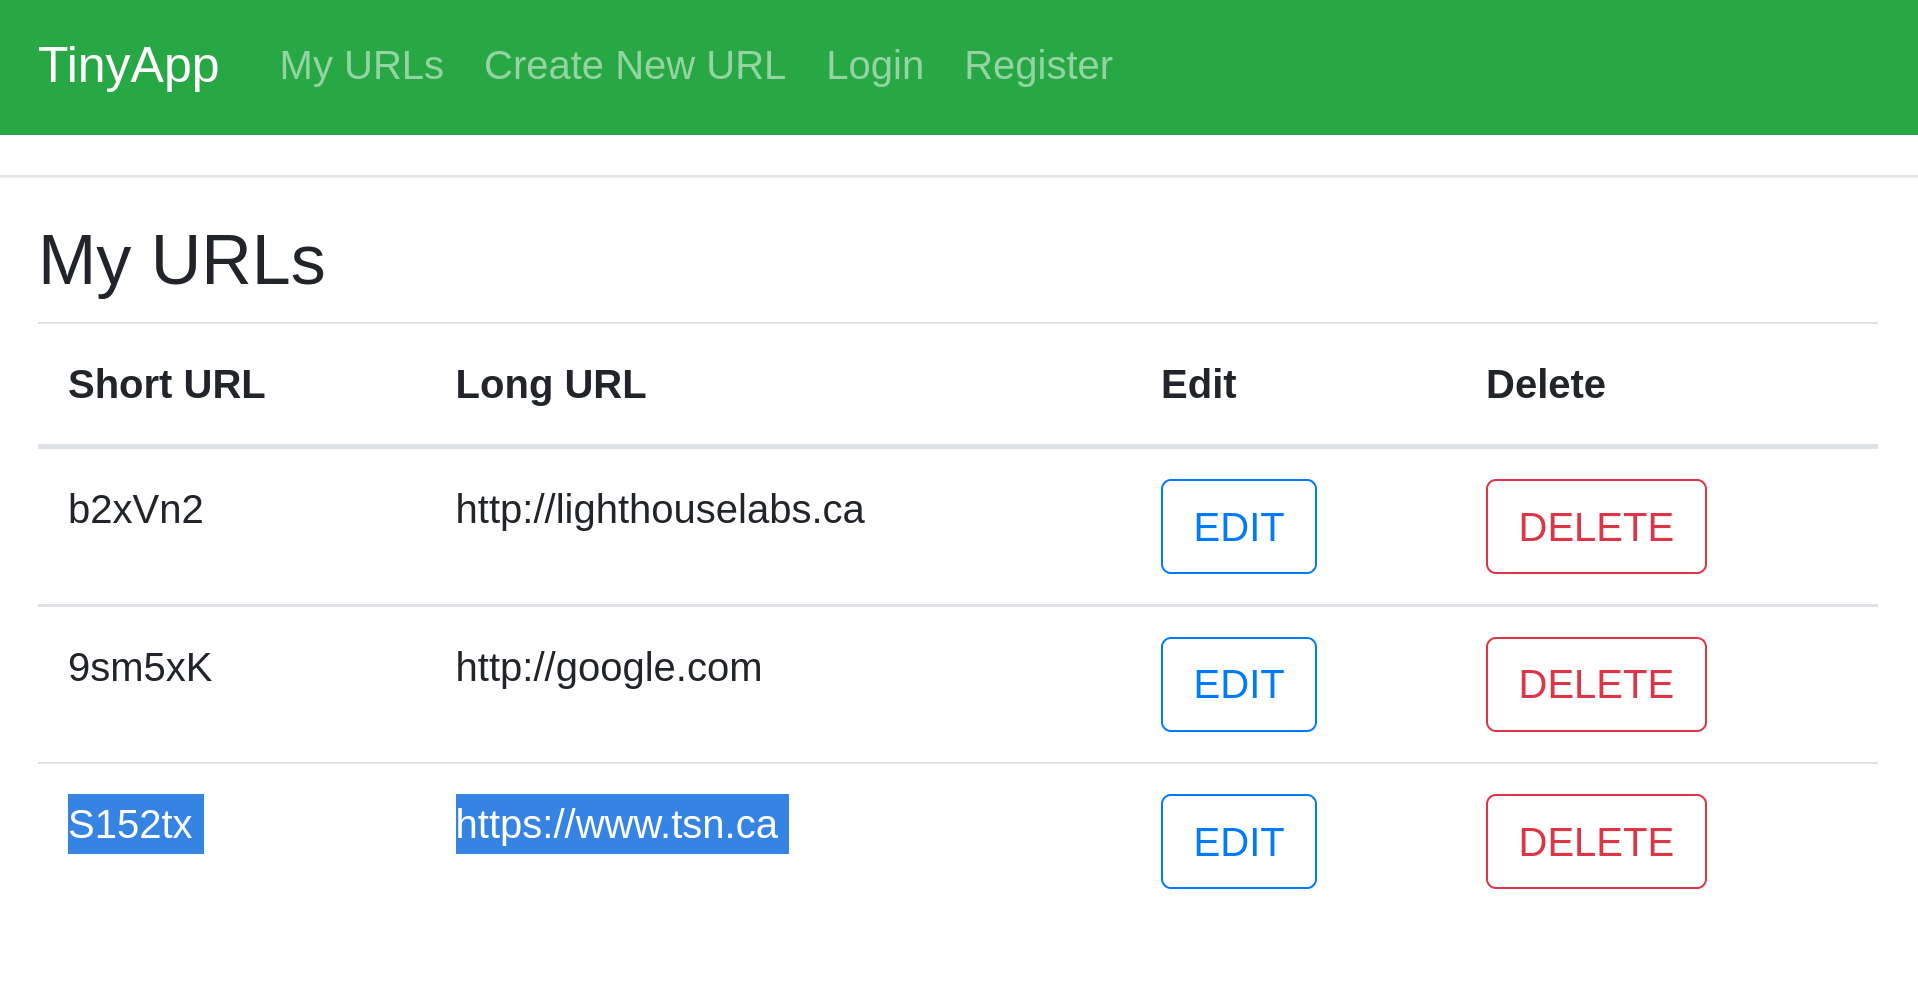 TinyApp My URLs Create New URL Login Register
My URLs
Short URL Long URL Edit Delete
b2xVn2 http://lighthouselabs.ca EDIT DELETE
9sm5xK http://google.com EDIT DELETE
S152tx https://www.tsn.ca EDIT DELETE